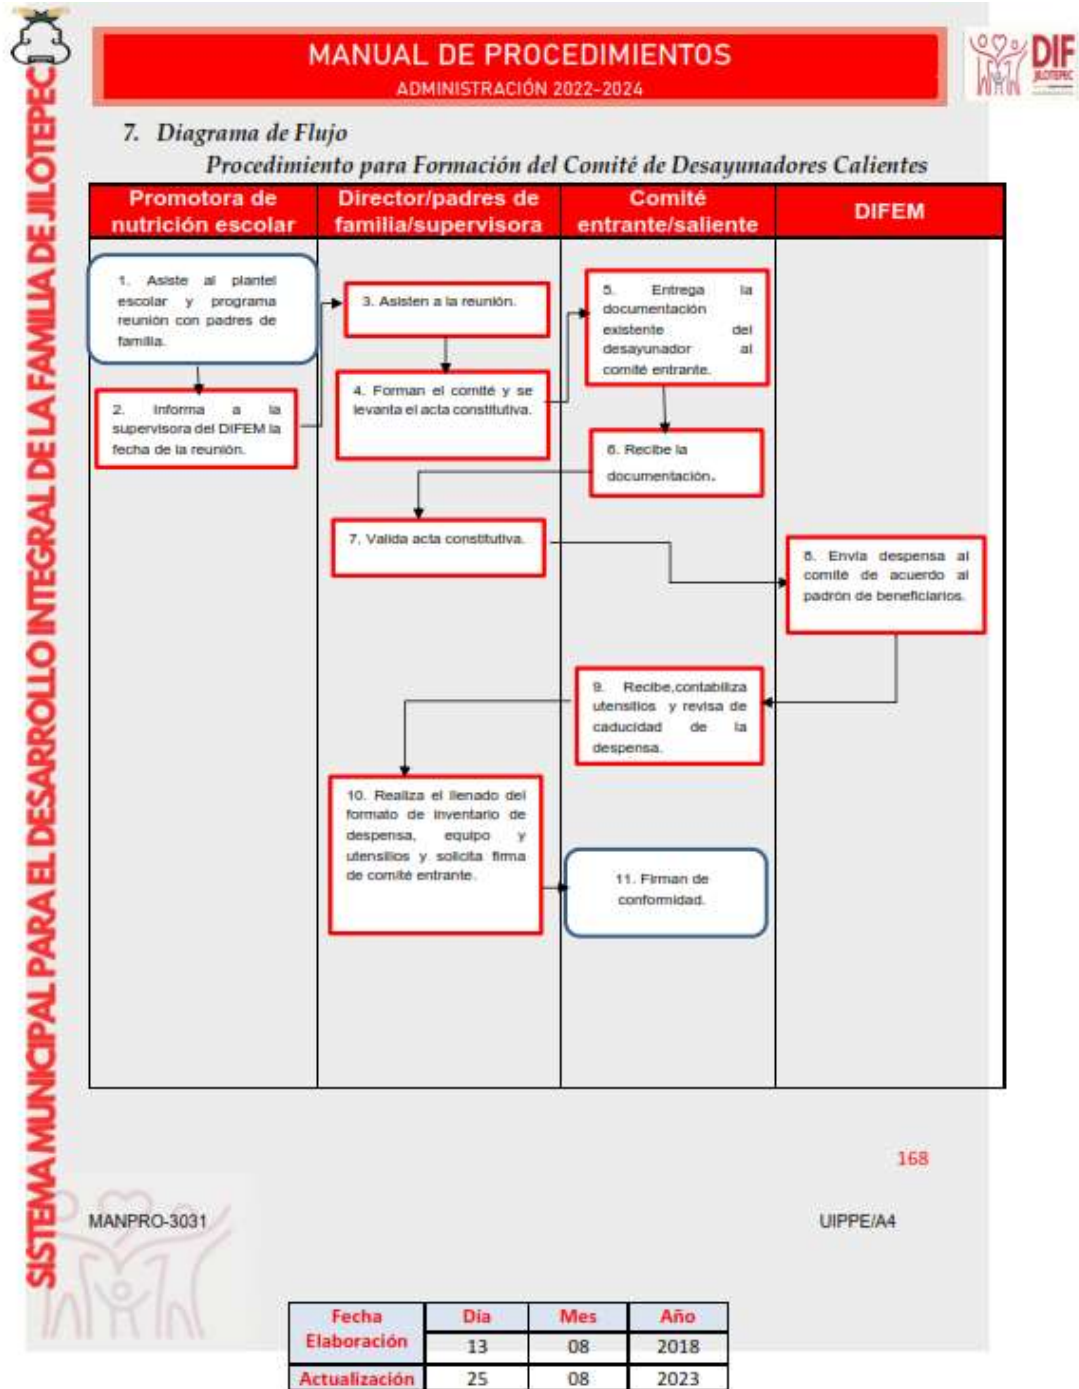 MANUAL DE PROCEDIMIENTOS
ADMINISTRACIÓN 2022-2024
DIF
JILOTEPEC
SISTEMA MUNICIPAL PARA EL DESARROLLO INTEGRAL DE LA FAMILIA DE JILOTEPEC
7. Diagrama de Flujo
Procedimiento para Formación del Comité de Desayunadores Calientes
Promotora de
nutrición escolar
Director/padres de
familia/supervisora
Comité
entrante/saliente
DIFEM
1. Asiste al plantel
escolar y programa
reunión con padres de
familia.
2. Informa a la
supervisora del DIFEM la
fecha de la reunión.
3. Asisten a la reunión.
4. Forman el comité y se
levanta el acta constitutiva.
5. Entrega la
documentación
existente del
desayunador al
comité entrante.
6. Recibe la
documentación.
7. Valida acta constitutiva.
8. Envía despensa al
comité de acuerdo al
padrón de beneficiarios.
9. Recibe,contabiliza
utensilios y revisa de
caducidad de la
despensa.
10. Realiza el llenado del
formato de inventario de
despensa, equipo y
utensilios y solicita firma
de comité entrante.
11. Firman de
conformidad.
168
MANPRO-3031
UIPPE/A4
Fecha Día Mes Año
Elaboración 13 08 2018
Actualización 25 08 2023